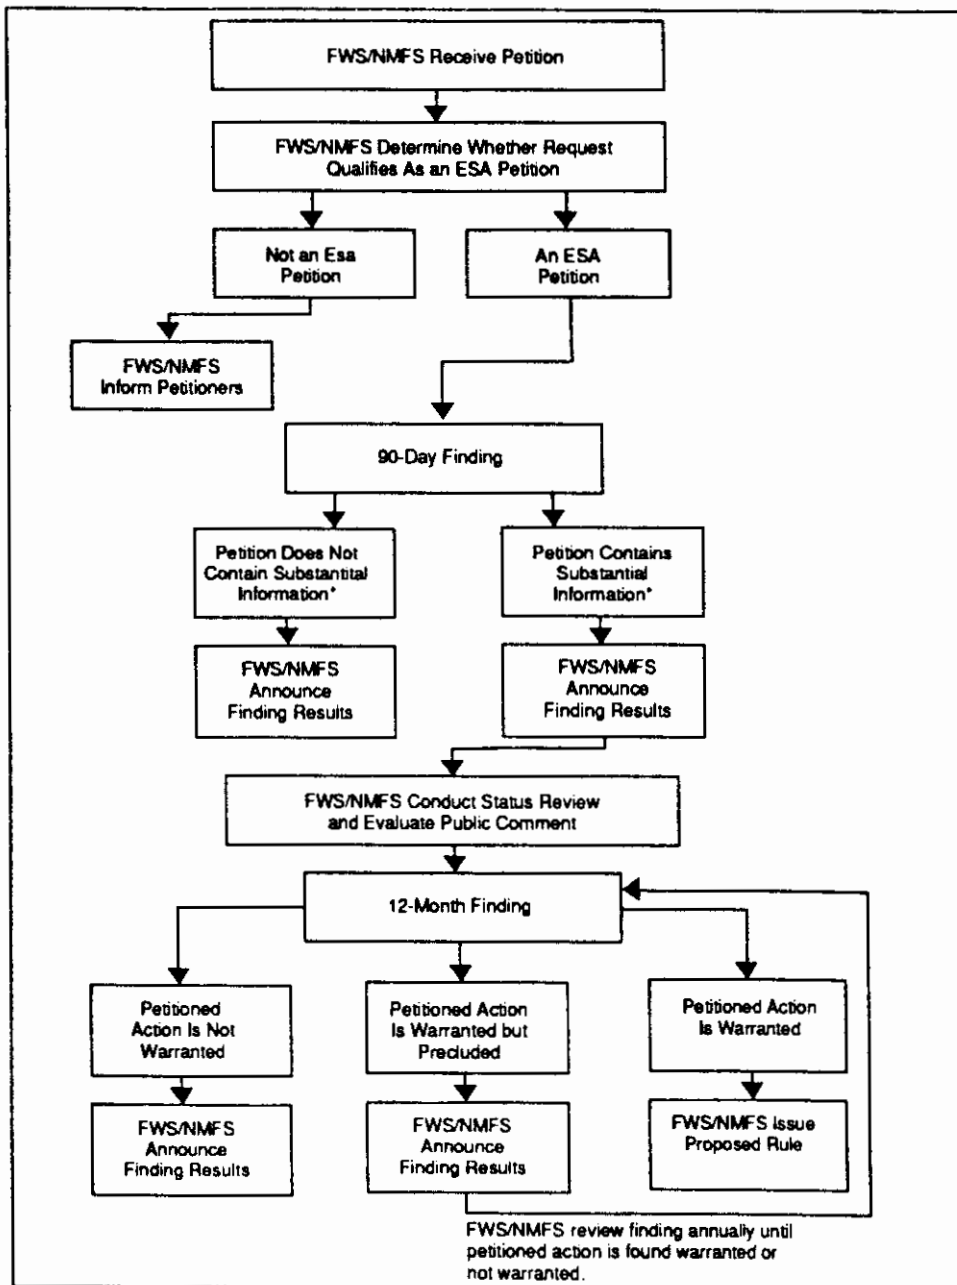 FWS/NMFS Receive Petition
FWS/NMFS Determine Whether Request
Qualifies As an ESA Petition
Not an Esa
Petition
An ESA
Petition
FWS/NMFS
Inform Petitioners
90-Day Finding
Petition Does Not
Contain Substantital
Information*
Petition Contains
Substantial
Information*
FWS/NMFS
Announce
Finding Results
FWS/NMFS
Announce
Finding Results
FWS/NMFS Conduct Status Review
and Evaluate Public Comment
12-Month Finding
Petitioned
Action Is Not
Warranted
Petitioned Action
Is Warranted but
Precluded
Petitioned Action
Is Warranted
FWS/NMFS
Announce
Finding Results
FWS/NMFS
Announce
Finding Results
FWS/NMFS Issue
Proposed Rule
FWS/NMFS review finding annually until
petitioned action is found warranted or
not warranted.